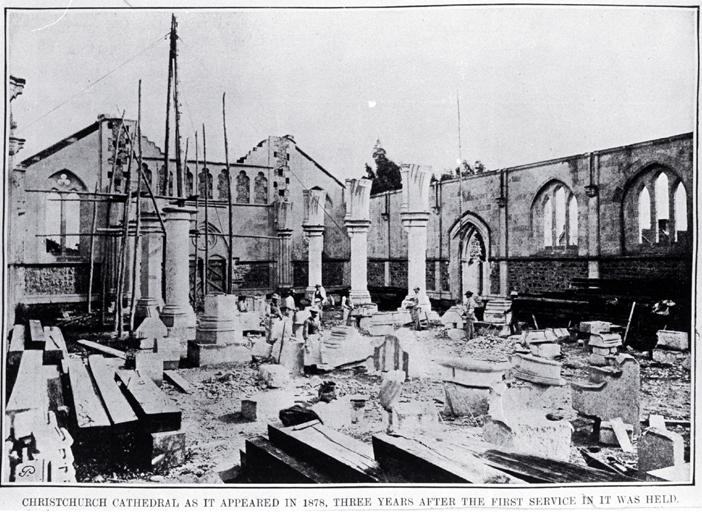 CHRISTCHURCH CATHEDRAL AS IT APPEARED IN 1878, THREE YEARS AFTER THE FIRST SERVICE IN IT WAS HELD.